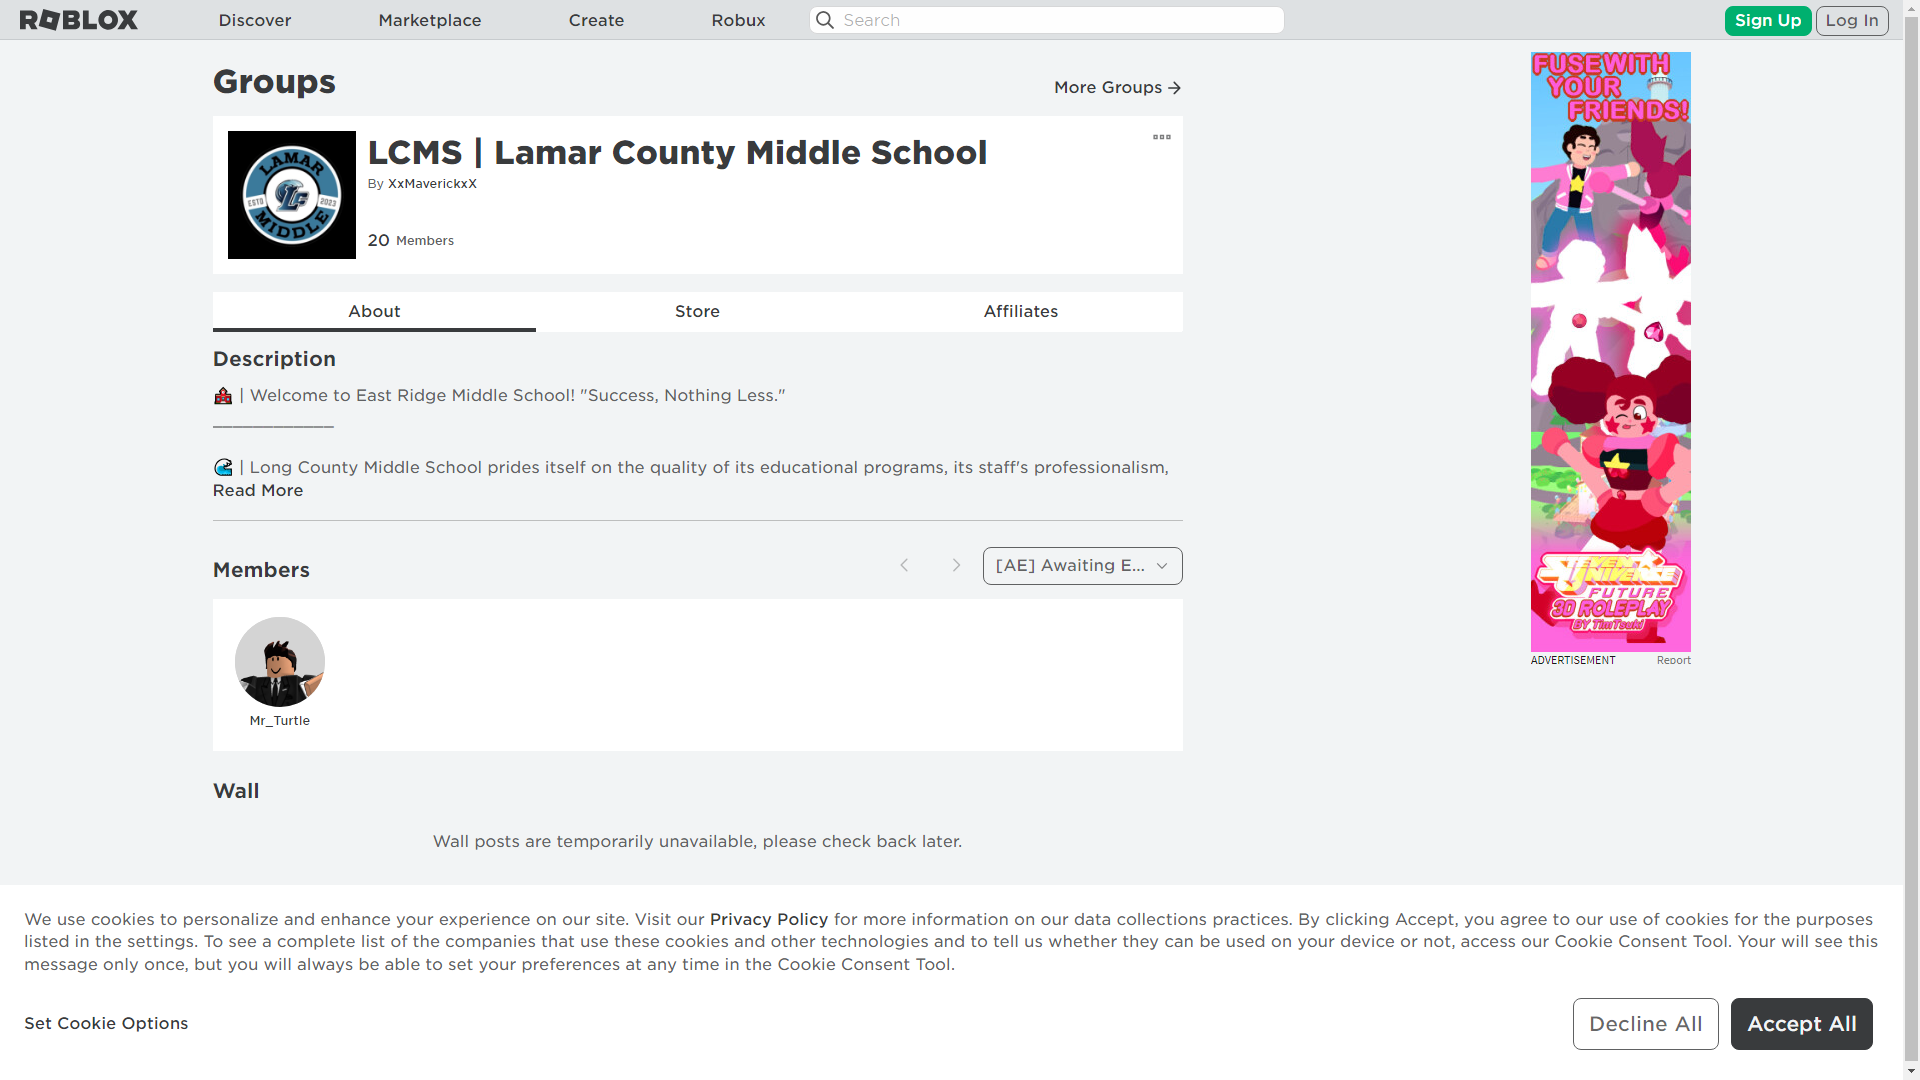 ROBLOX
Discover
Marketplace
Create
Robux
Search
Sign Up
Log In
Groups
More Groups
LAMAR
ESTD
2023
MIDDLE
LCMS | Lamar County Middle School
By XxMaverickxX
20 Members
About
Store
Affiliates
Description
| Welcome to East Ridge Middle School! "Success, Nothing Less."
| Long County Middle School prides itself on the quality of its educational programs, its staff's professionalism,
Read More
Members
[AE] Awaiting E...
Mr_Turtle
Wall
Wall posts are temporarily unavailable, please check back later.
FUSE WITH
YOUR
FRIENDS!
STEVEN
UNIVERSE
FUTURE
3D ROLEPLAY
BY TimTsuki
ADVERTISEMENT
Report
We use cookies to personalize and enhance your experience on our site. Visit our Privacy Policy for more information on our data collections practices. By clicking Accept, you agree to our use of cookies for the purposes
listed in the settings. To see a complete list of the companies that use these cookies and other technologies and to tell us whether they can be used on your device or not, access our Cookie Consent Tool. Your will see this
message only once, but you will always be able to set your preferences at any time in the Cookie Consent Tool.
Set Cookie Options
Decline All
Accept All